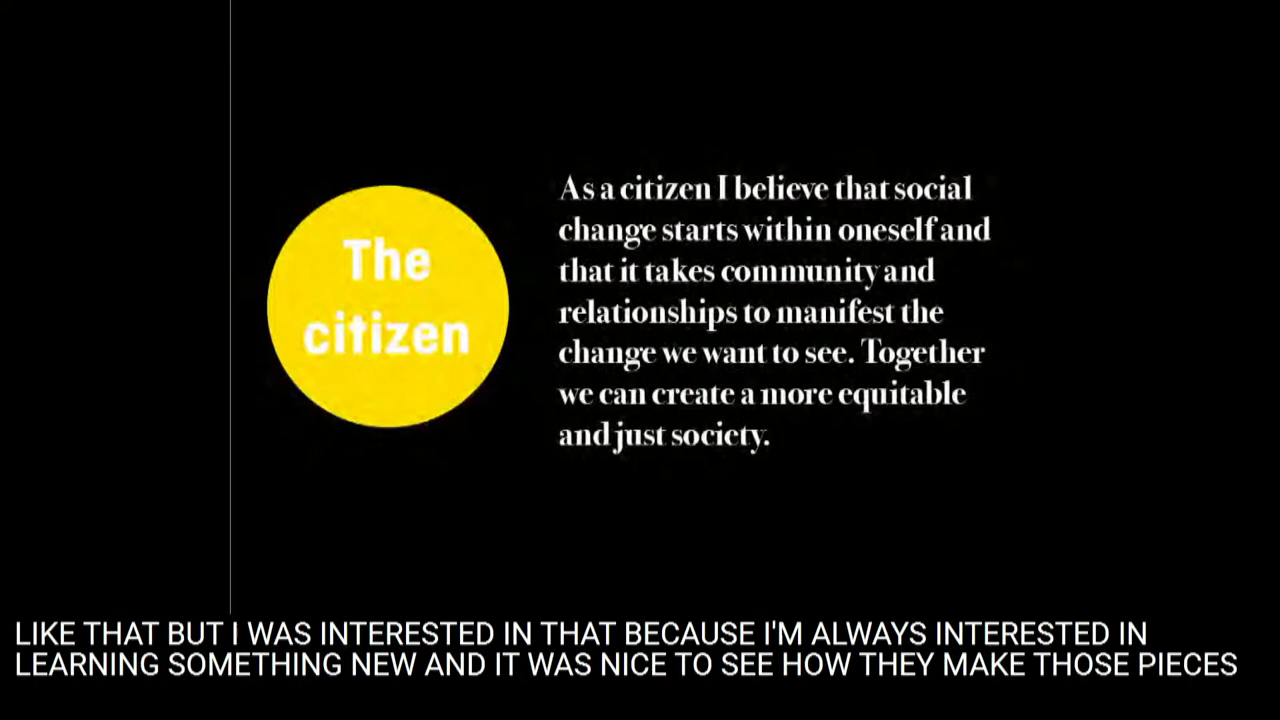 The
citizen
As a citizen I believe that social
change starts within oneself and
that it takes community and
relationships to manifest the
change we want to see. Together
we can create a more equitable
and just society.
LIKE THAT BUT I WAS INTERESTED IN THAT BECAUSE I'M ALWAYS INTERESTED IN
LEARNING SOMETHING NEW AND IT WAS NICE TO SEE HOW THEY MAKE THOSE PIECES